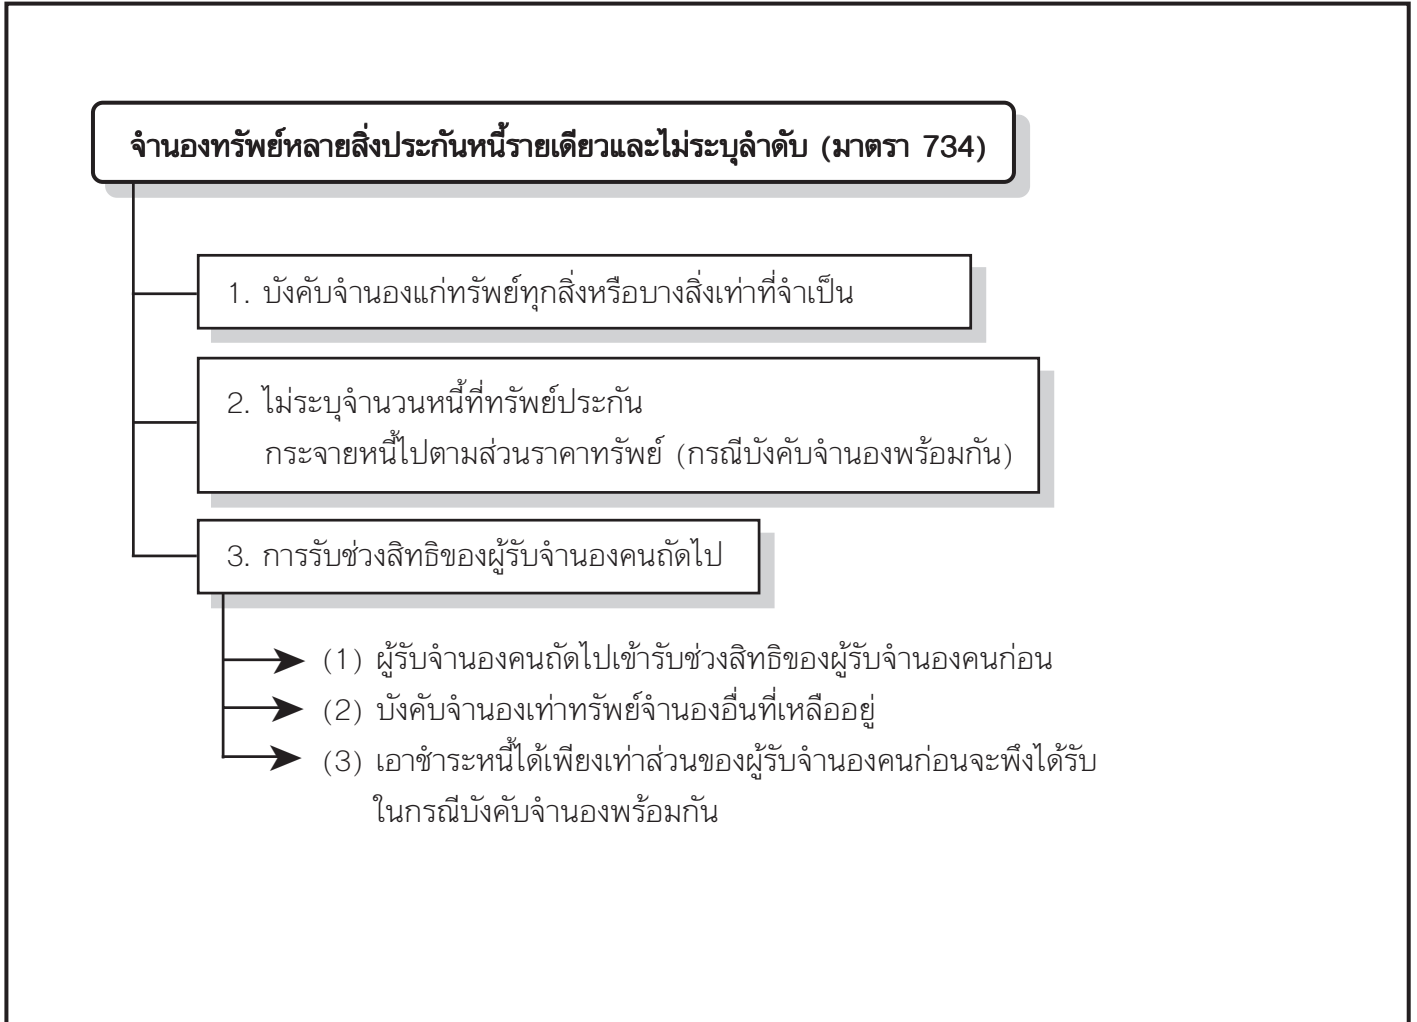 จำนองทรัพย์หลายสิ่งประกันหนี้รายเดียวและไม่ระบุลำดับ (มาตรา 734)
1. บังคับจำนองแก่ทรัพย์ทุกสิ่งหรือบางสิ่งเท่าที่จำเป็น
2. ไม่ระบุจำนวนหนี้ที่ทรัพย์ประกัน
กระจายหนี้ไปตามส่วนราคาทรัพย์ (กรณีบังคับจำนองพร้อมกัน)
3. การรับช่วงสิทธิของผู้รับจำนองคนถัดไป
(1) ผู้รับจำนองคนถัดไปเข้ารับช่วงสิทธิของผู้รับจำนองคนก่อน
(2) บังคับจำนองเท่าทรัพย์จำนองอื่นที่เหลืออยู่
(3) เอาชำระหนี้ได้เพียงเท่าส่วนของผู้รับจำนองคนก่อนจะพึงได้รับ
ในกรณีบังคับจำนองพร้อมกัน